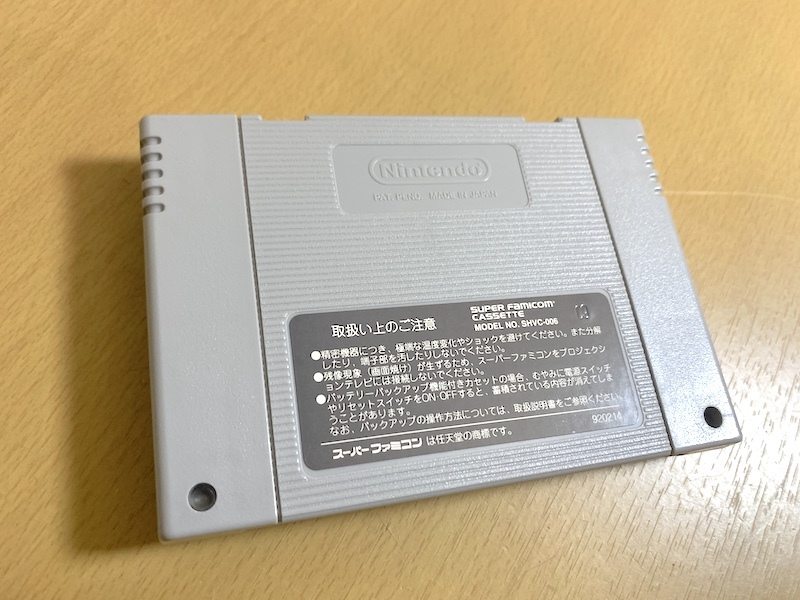 Nintendo
PAT. PEND. MADE IN JAPAN
取扱い上のご注意
SUPER FAMICOM
CASSETTE
MODEL NO. SHVC-006
●精密機器につき、極端な温度変化やショックを避けてください。また分解
したり、端子部を汚したりしないでください。
●残像現象(画面焼け)が生ずるため、スーパーファミコンをプロジェクシ
ョンテレビには接続しないでください。
●バッテリーバックアップ機能付きカセットの場合、むやみに電源スイッチ
やリセットスイッチをON・OFFすると、蓄積されている内容が消えてしま
うことがあります。
なお、バックアップの操作方法については、取扱説明書をご参照ください。
920214
スーパーファミコン は任天堂の商標です。